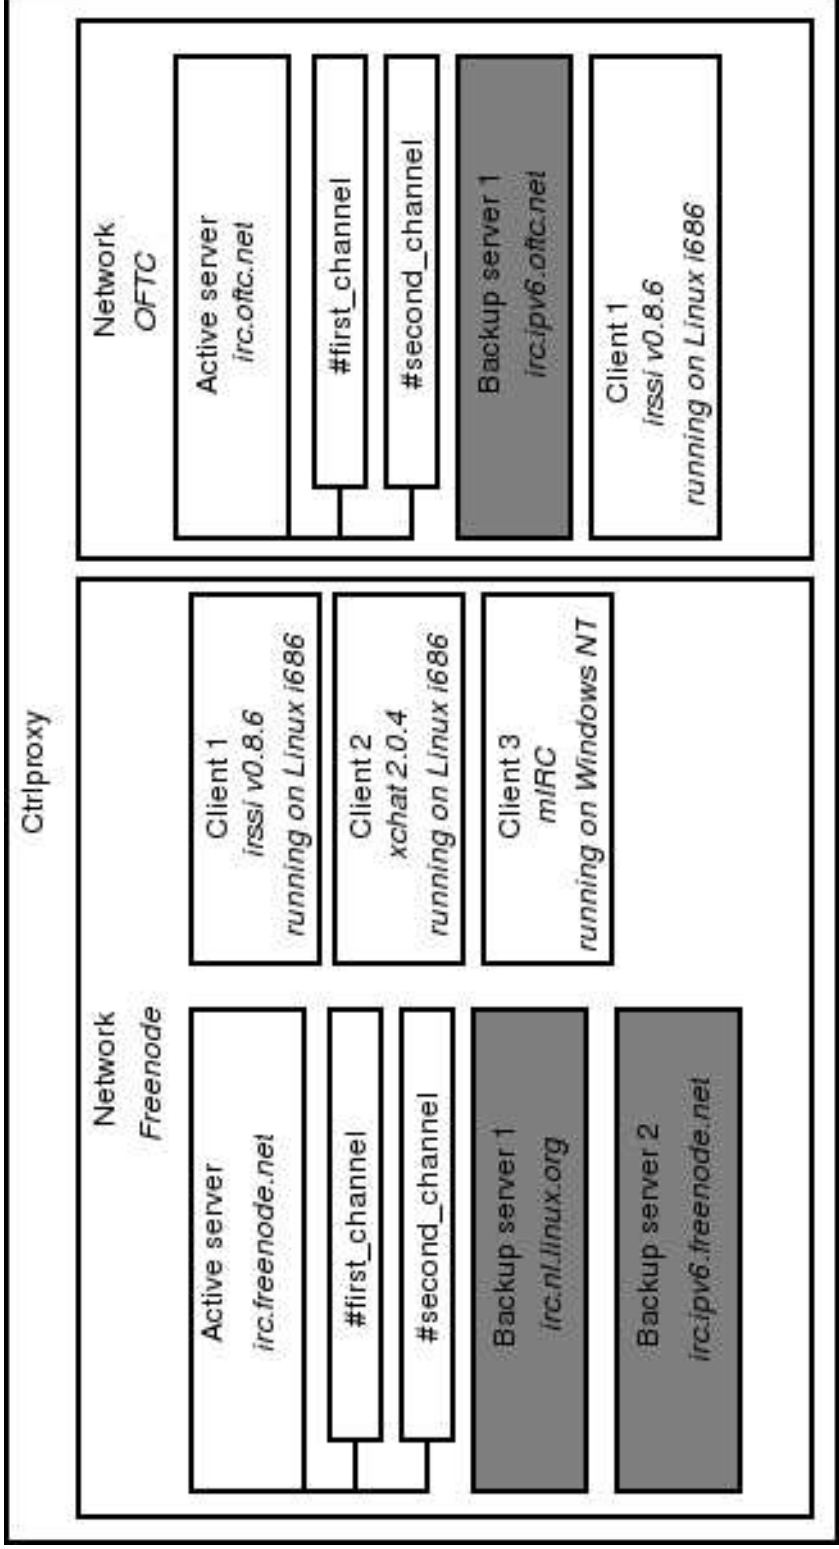 Ctrlproxy
Network
Freenode
Active server
irc.freenode.net
#first_channel
#second_channel
Backup server 1
irc.nl.linux.org
Backup server 2
irc.ipv6.freenode.net
Client 1
irssi v0.8.6
running on Linux i686
Client 2
xchat 2.0.4
running on Linux i686
Client 3
mIRC
running on Windows NT
Network
OFTC
Active server
irc.oftc.net
#first_channel
#second_channel
Backup server 1
irc.ipv6.oftc.net
Client 1
irssi v0.8.6
running on Linux i686